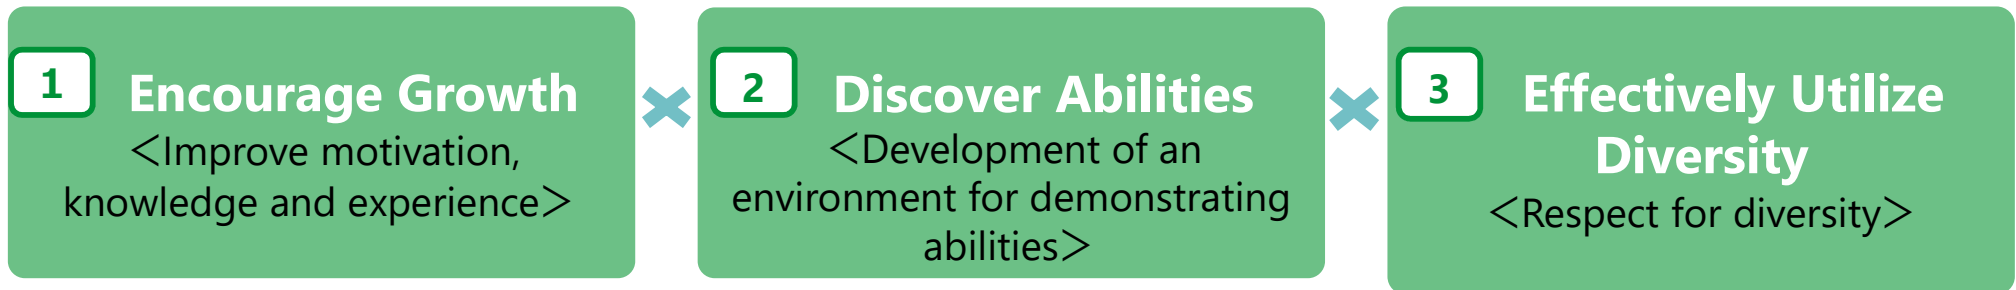 1
Encourage Growth
＜Improve motivation,
knowledge and experience＞
2
Discover Abilities
＜Development of an
environment for demonstrating
abilities＞
3
Effectively Utilize
Diversity
＜Respect for diversity＞